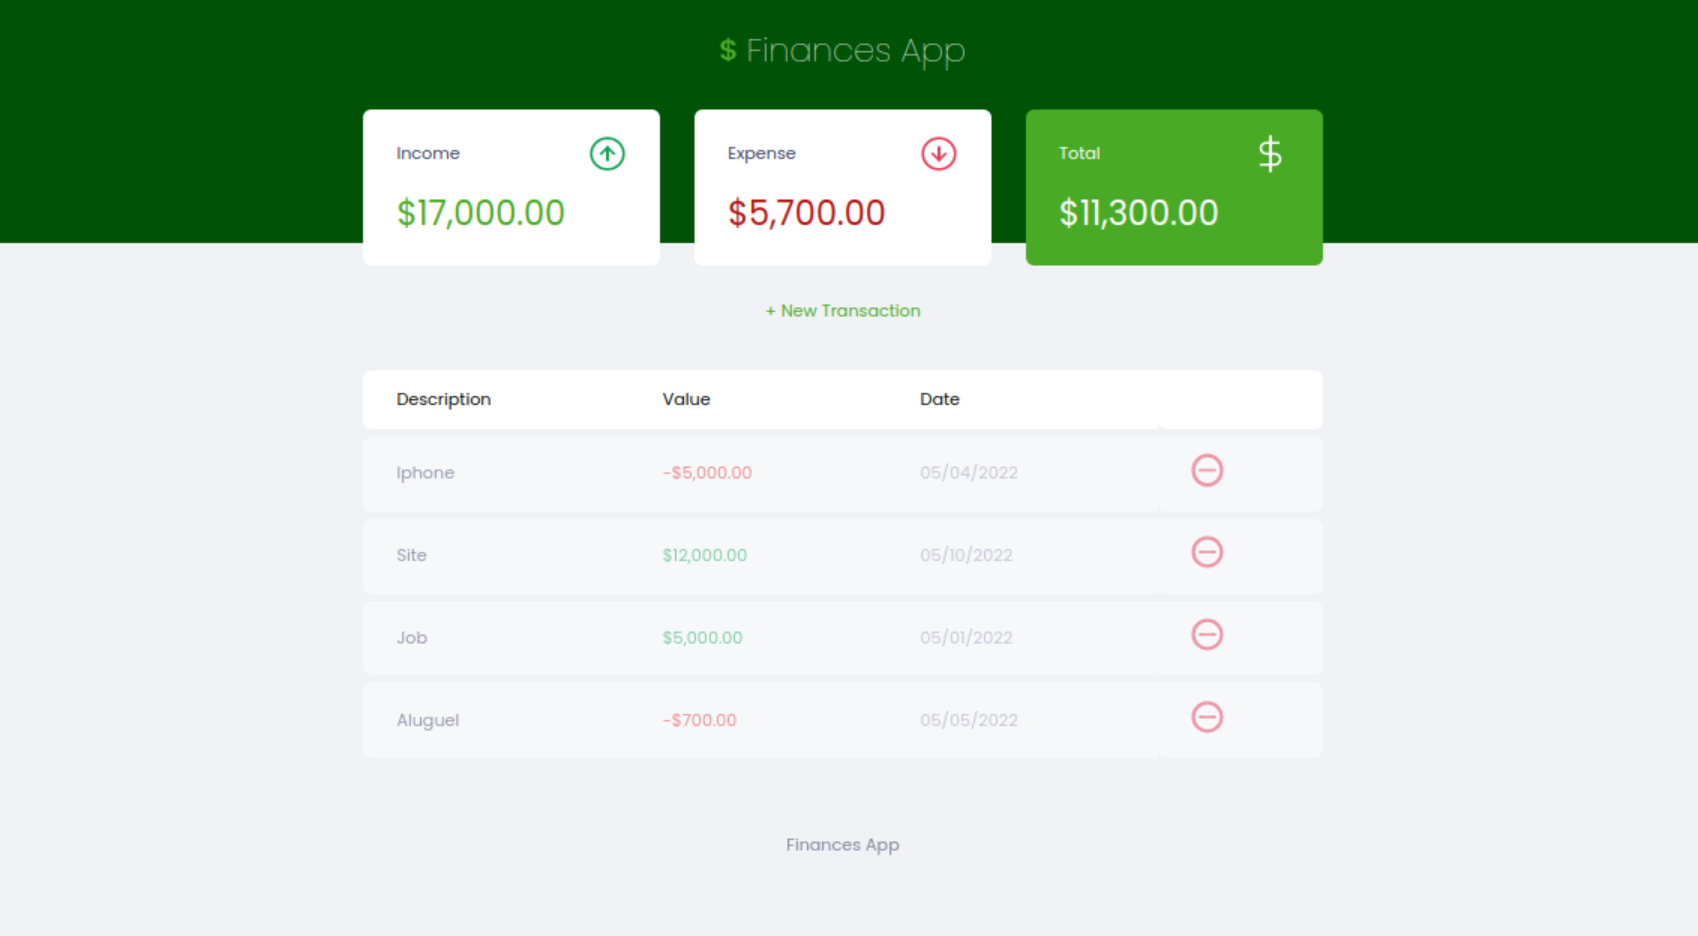 $ Finances App
Income
$17,000.00
Expense
$5,700.00
Total
$
$11,300.00
+ New Transaction
Description Value Date
Iphone -$5,000.00 05/04/2022
Site $12,000.00 05/10/2022
Job $5,000.00 05/01/2022
Aluguel -$700.00 05/05/2022
Finances App